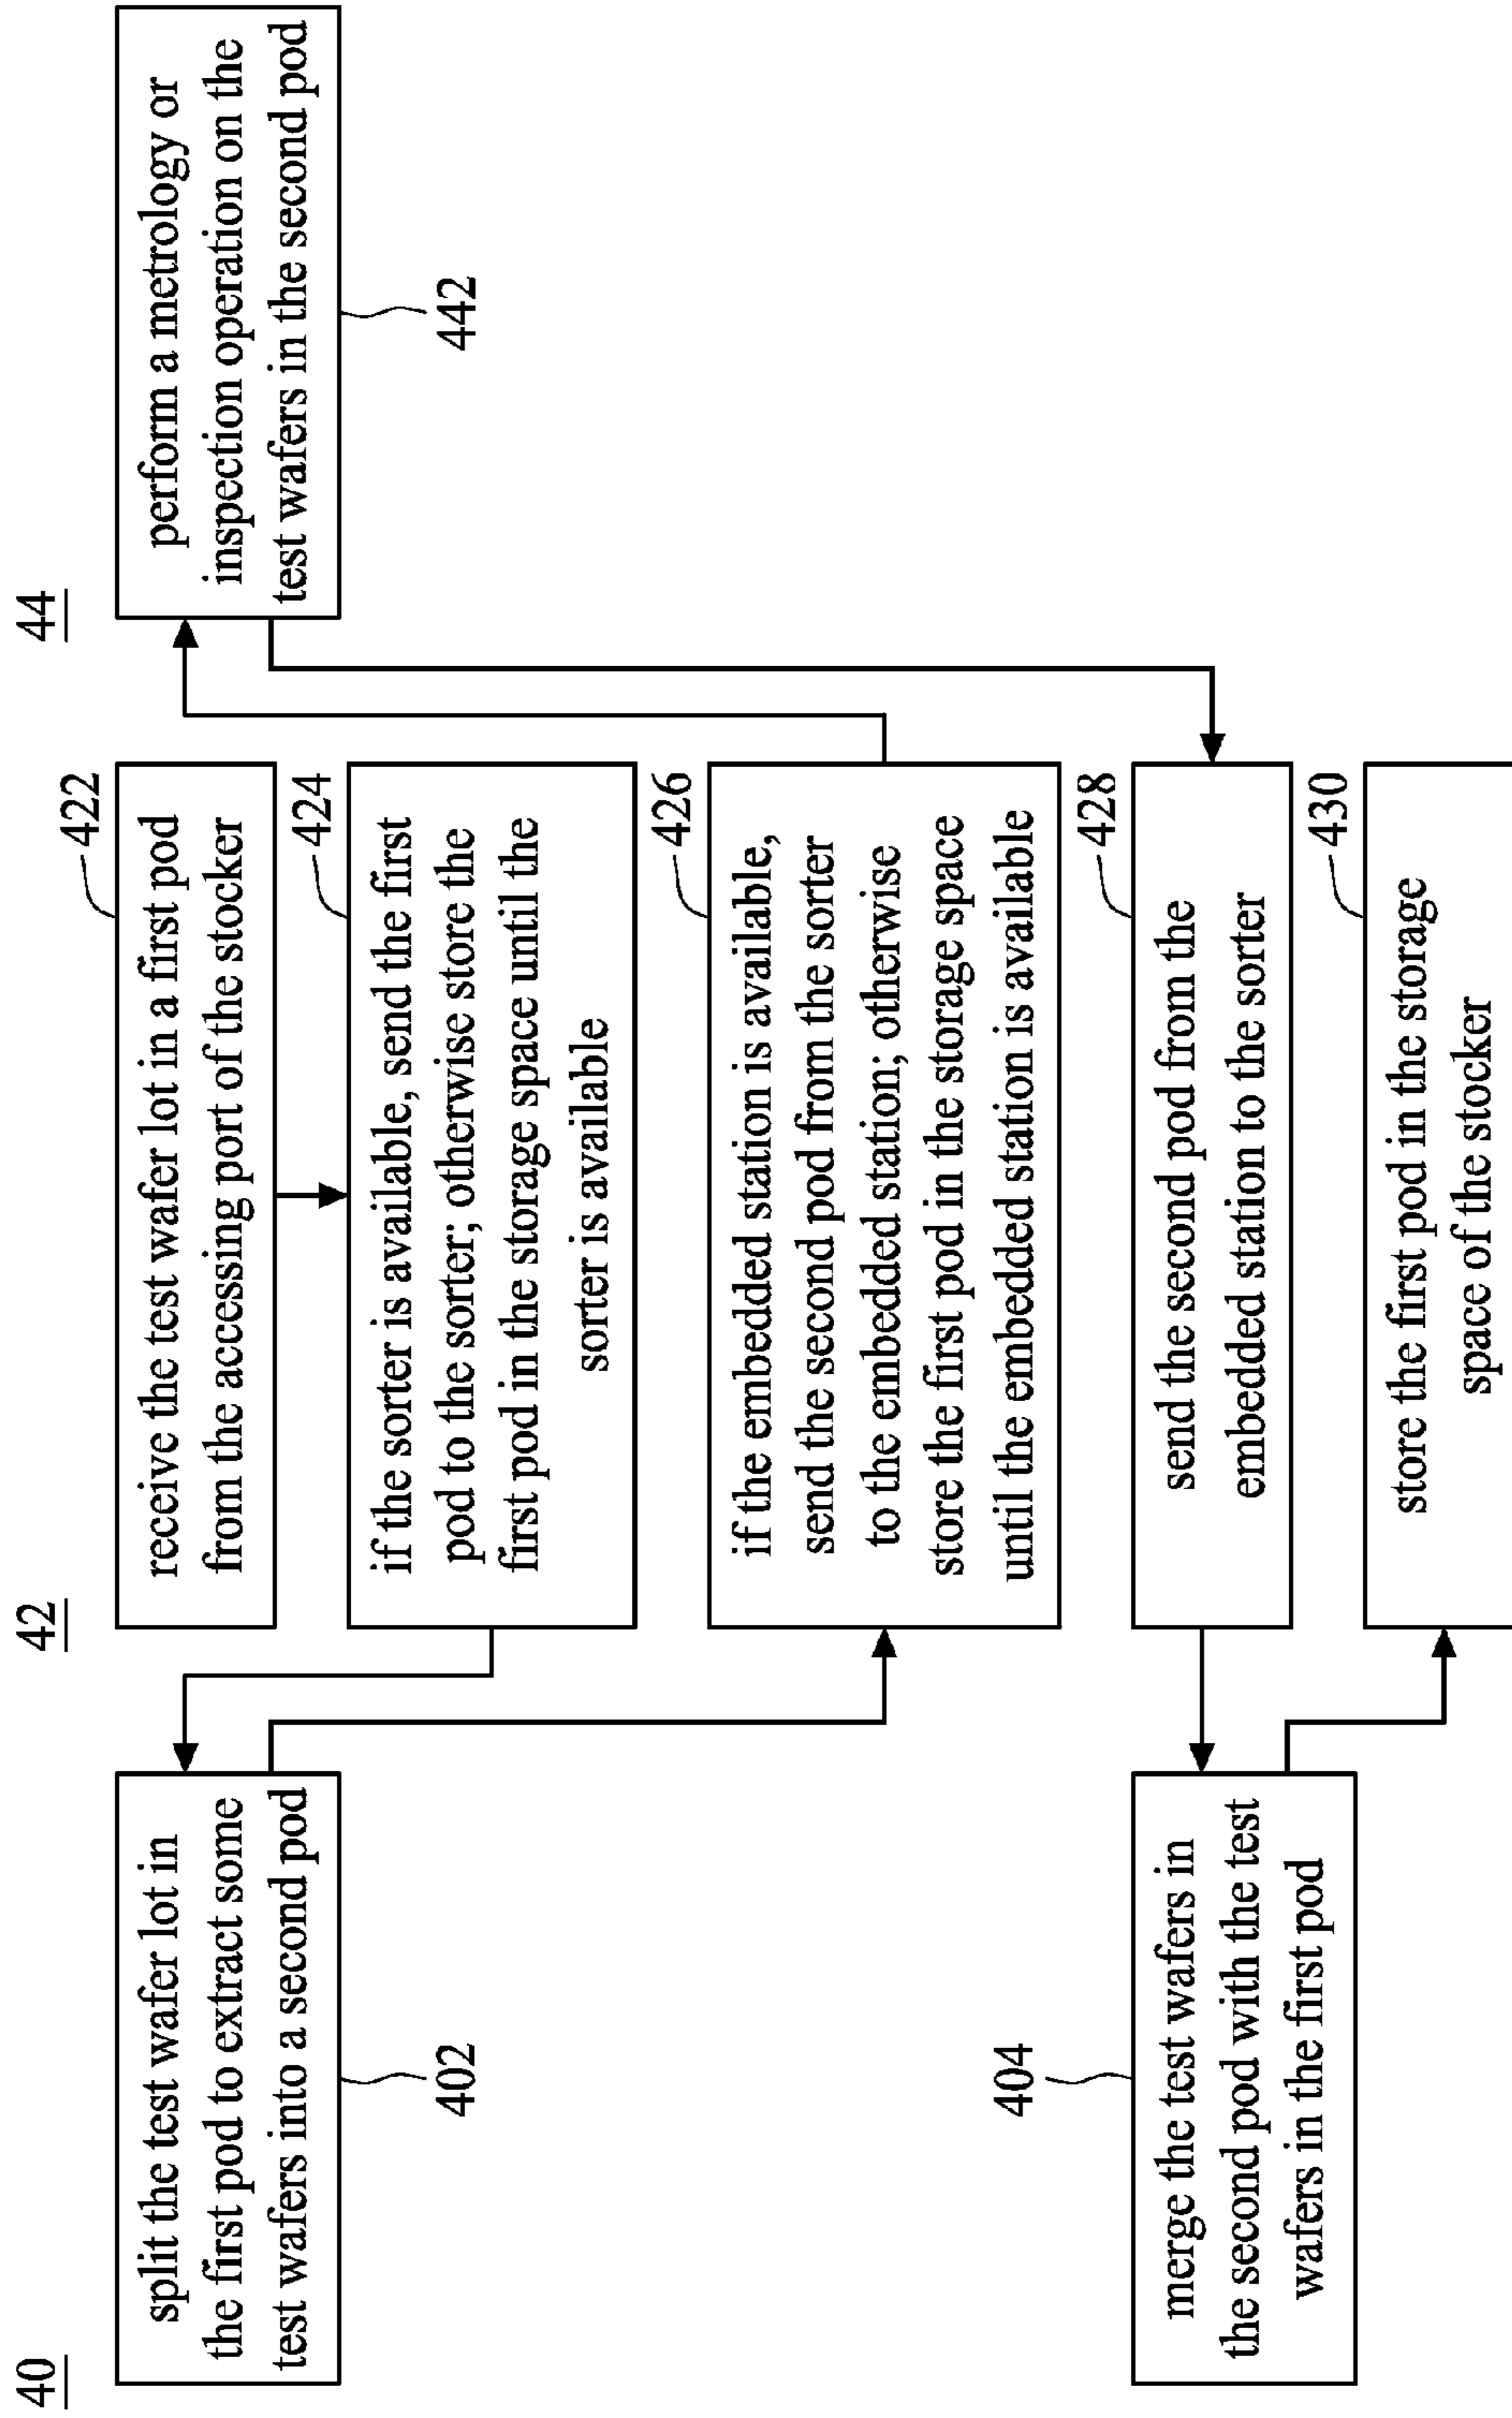 40
split the test wafer lot in
the first pod to extract some
test wafers into a second pod
402
merge the test wafers in
the second pod with the test
wafers in the first pod
404
42
receive the test wafer lot in a first pod
from the accessing port of the stocker
422
if the sorter is available, send the first
pod to the sorter; otherwise store the
first pod in the storage space until the
sorter is available
424
if the embedded station is available,
send the second pod from the sorter
to the embedded station; otherwise
store the first pod in the storage space
until the embedded station is available
426
send the second pod from the
embedded station to the sorter
428
store the first pod in the storage
space of the stocker
430
44
perform a metrology or
inspection operation on the
test wafers in the second pod
442